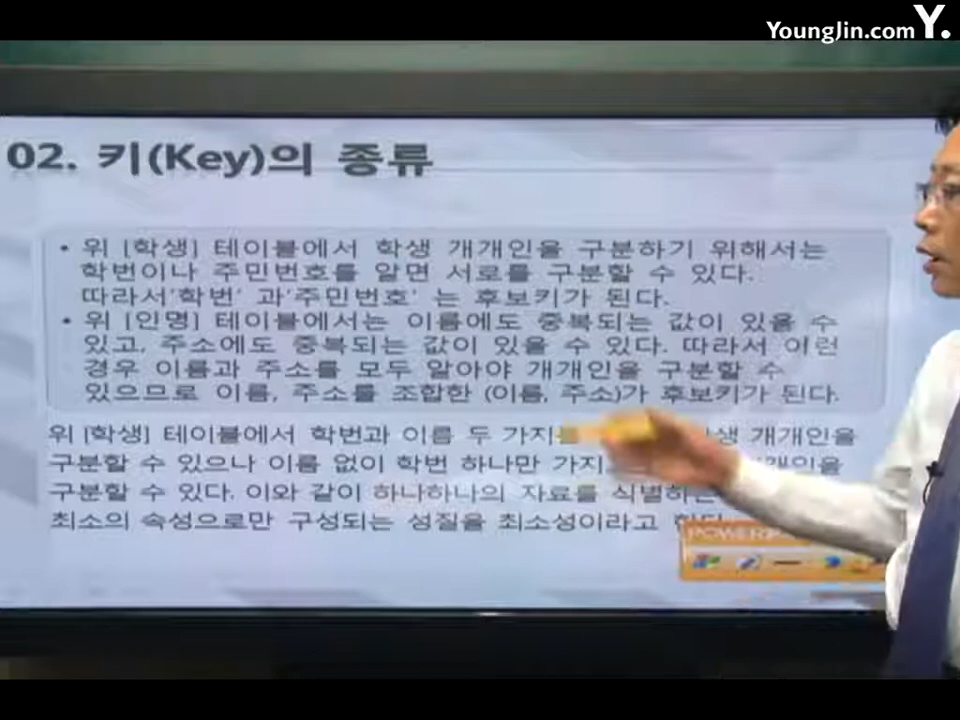 YoungJin.com Y.
02. 키(Key)의 종류
• 위 [학생] 테이블에서 학생 개개인을 구분하기 위해서는
학번이나 주민번호를 알면 서로를 구분할 수 있다.
따라서'학번' 과'주민번호' 는 후보키가 된다.
• 위 [인명] 테이블에서는 이름에도 중복되는 값이 있을 수
있고, 주소에도 중복되는 값이 있을 수 있다. 따라서 이런
경우 이름과 주소를 모두 알아야 개개인을 구분할 수
있으므로 이름, 주소를 조합한 (이름, 주소)가 후보키가 된다.
위 [학생] 테이블에서 학번과 이름 두 가지를 개개인을
구분할 수 있으나 이름 없이 학번 하나만
구분할 수 있다. 이와 같이 하나하나의 자료를 식별하는
최소의 속성으로만 구성되는 성질을 최소성이라고